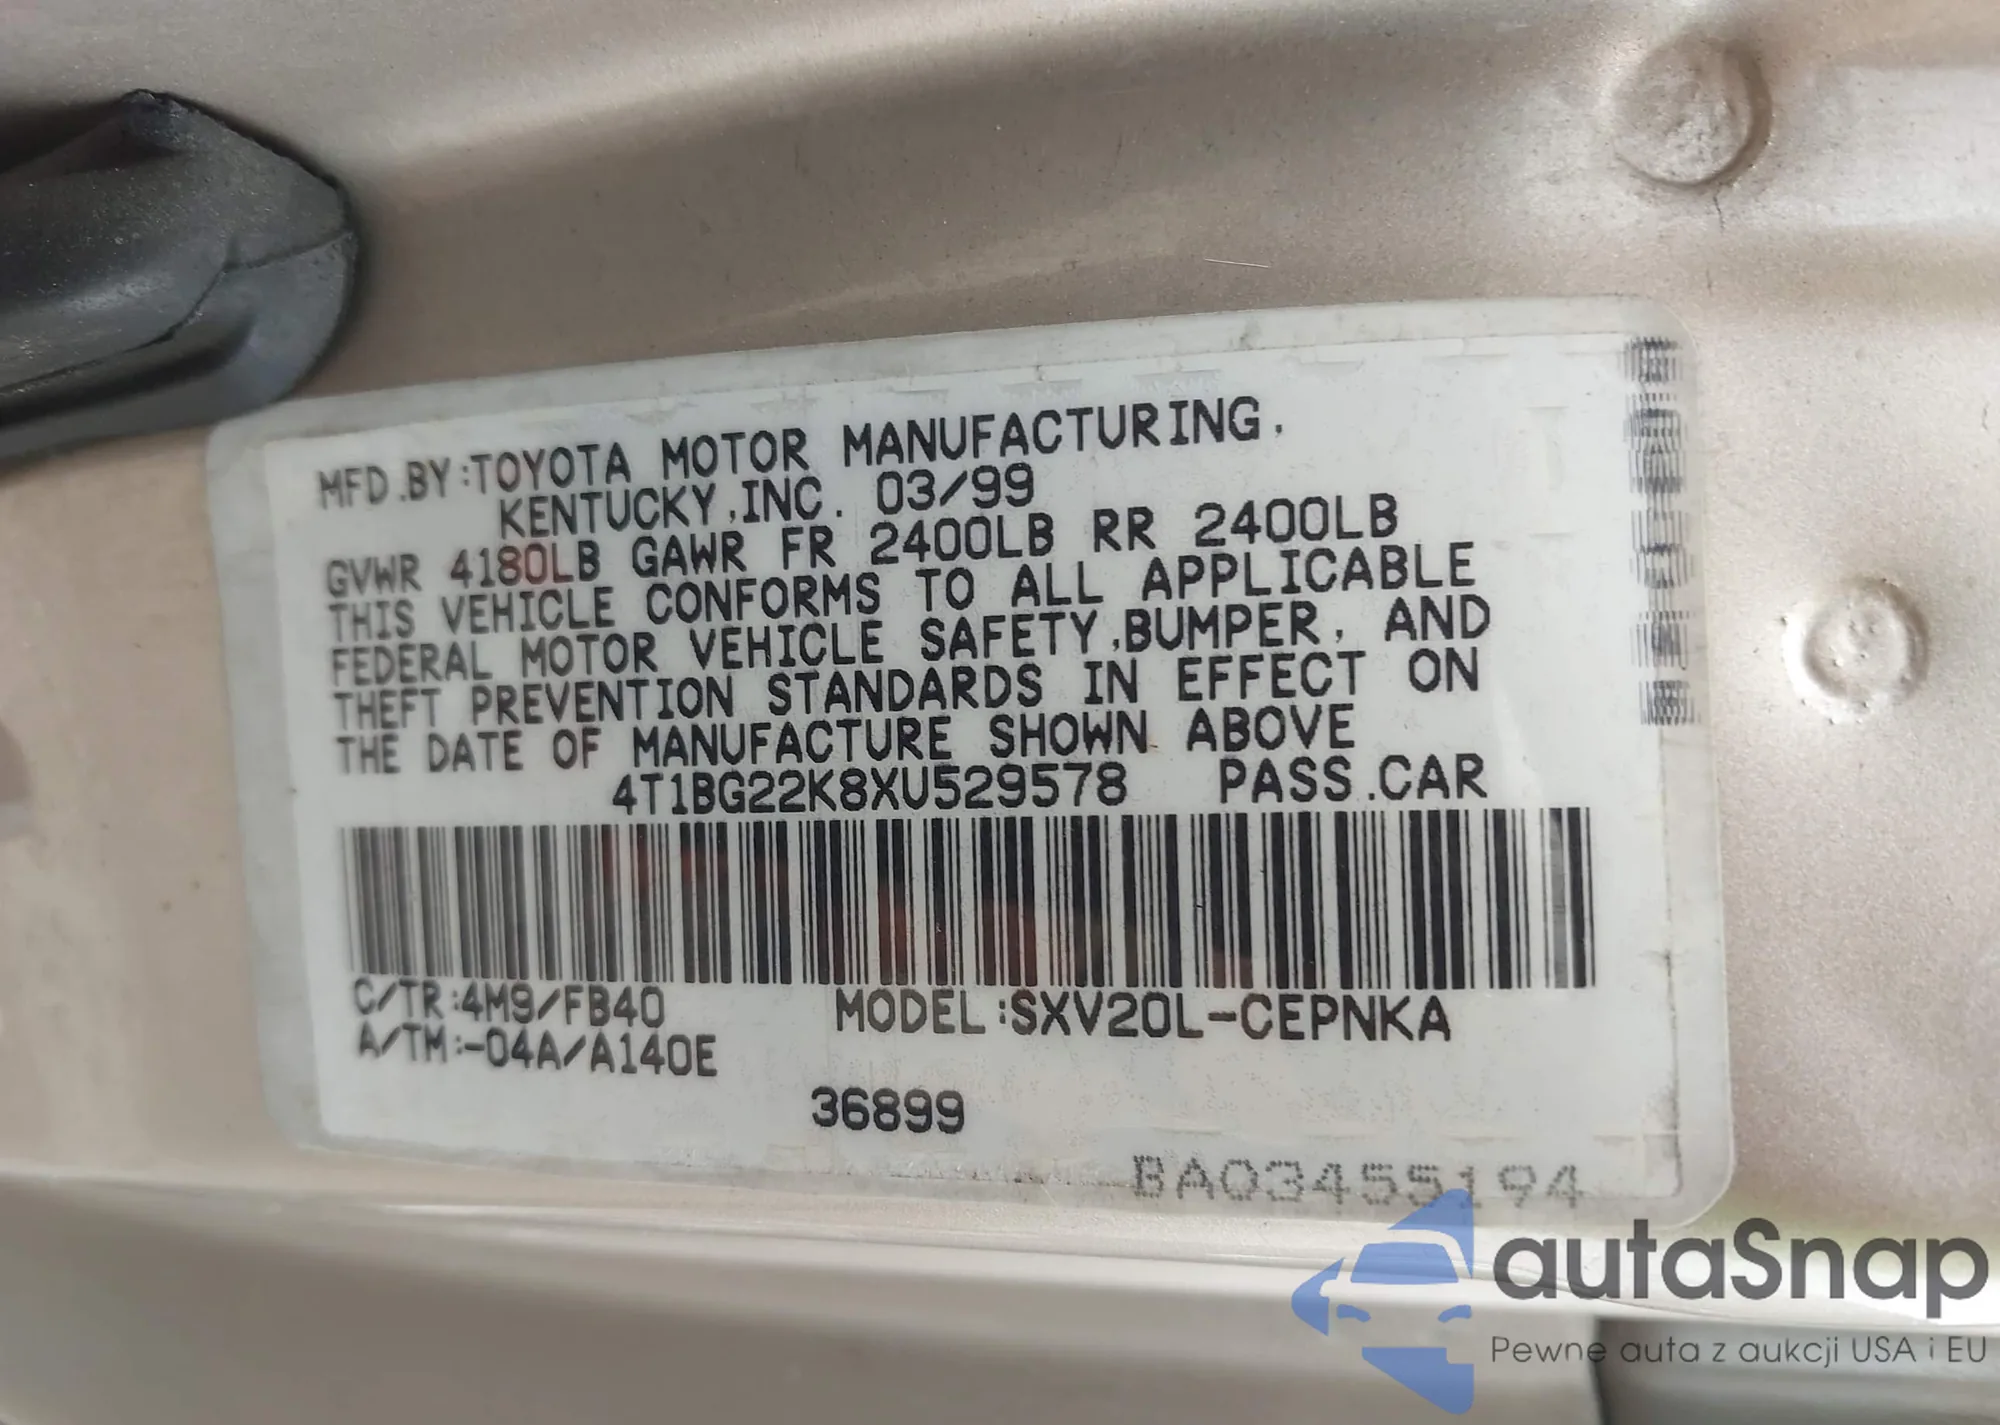 MFD.BY:TOYOTA MOTOR MANUFACTURING,
KENTUCKY,INC. 03/99
GVWR 4180LB GAWR FR 2400LB RR 2400LB
THIS VEHICLE CONFORMS TO ALL APPLICABLE
FEDERAL MOTOR VEHICLE SAFETY,BUMPER, AND
THEFT PREVENTION STANDARDS IN EFFECT ON
THE DATE OF MANUFACTURE SHOWN ABOVE
4T1BG22K8XU529578 PASS.CAR
C/TR:4M9/FB40 MODEL:SXV20L-CEPNKA
A/TM:-04A/A140E
36899
BA03455194
autaSnap
Pewne auta z aukcji USA i EU